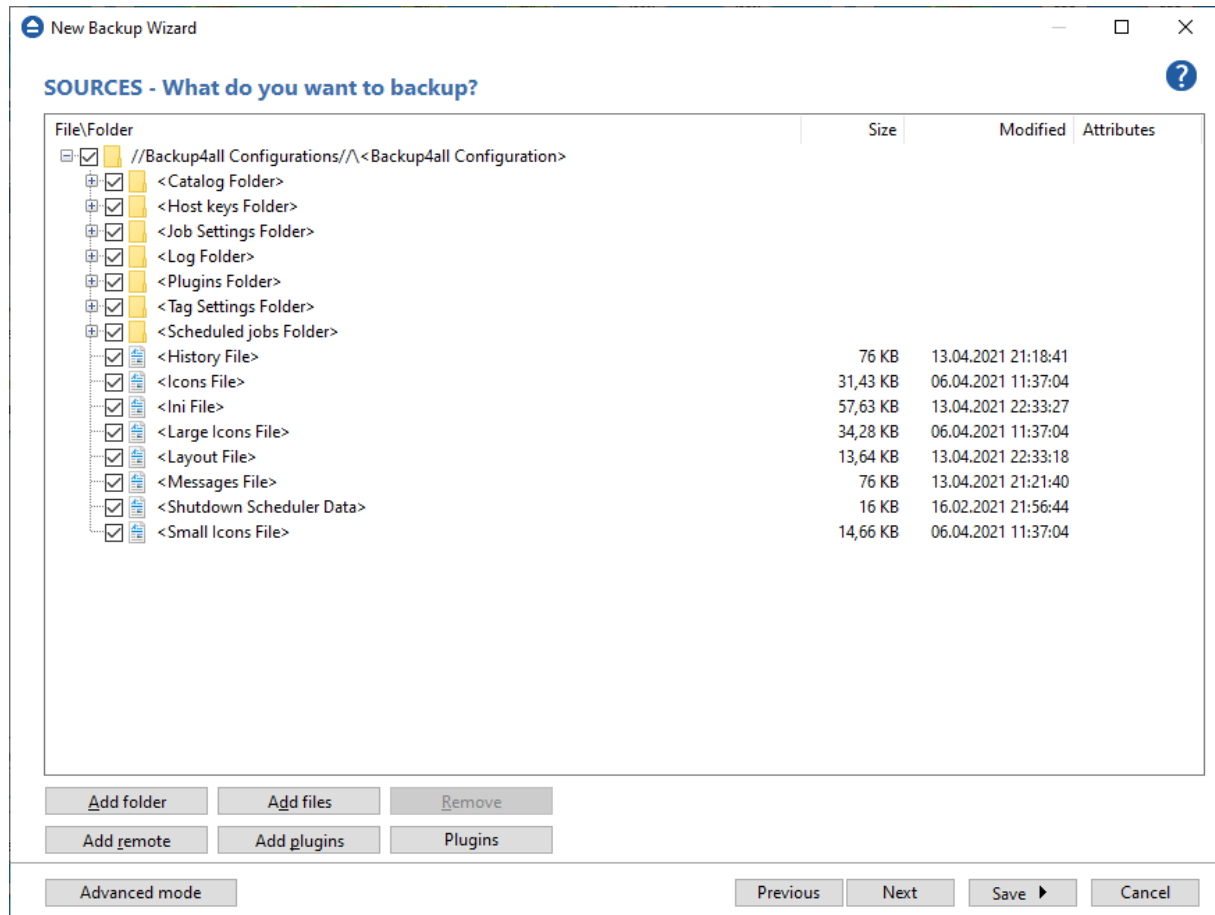 New Backup Wizard
SOURCES - What do you want to backup?
?
File\Folder Size Modified Attributes
//Backup4all Configurations//\<Backup4all Configuration>
<Catalog Folder>
<Host keys Folder>
<Job Settings Folder>
<Log Folder>
<Plugins Folder>
<Tag Settings Folder>
<Scheduled jobs Folder>
<History File> 76 KB 13.04.2021 21:18:41
<Icons File> 31,43 KB 06.04.2021 11:37:04
<Ini File> 57,63 KB 13.04.2021 22:33:27
<Large Icons File> 34,28 KB 06.04.2021 11:37:04
<Layout File> 13,64 KB 13.04.2021 22:33:18
<Messages File> 76 KB 13.04.2021 21:21:40
<Shutdown Scheduler Data> 16 KB 16.02.2021 21:56:44
<Small Icons File> 14,66 KB 06.04.2021 11:37:04
Add folder Add files Remove
Add remote Add plugins Plugins
Advanced mode Previous Next Save Cancel